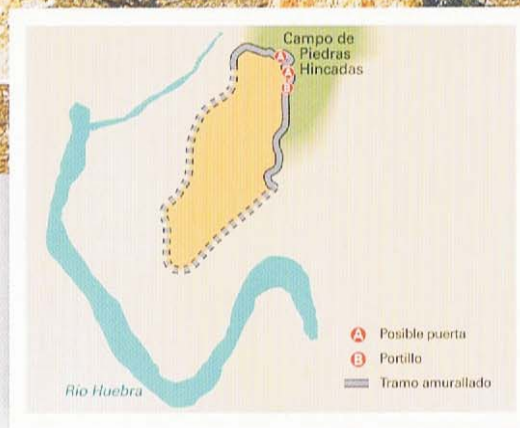 Campo de
Piedras
Hincadas
A
A
B
A Posible puerta
B Portillo
Tramo amurallado
Río Huebra